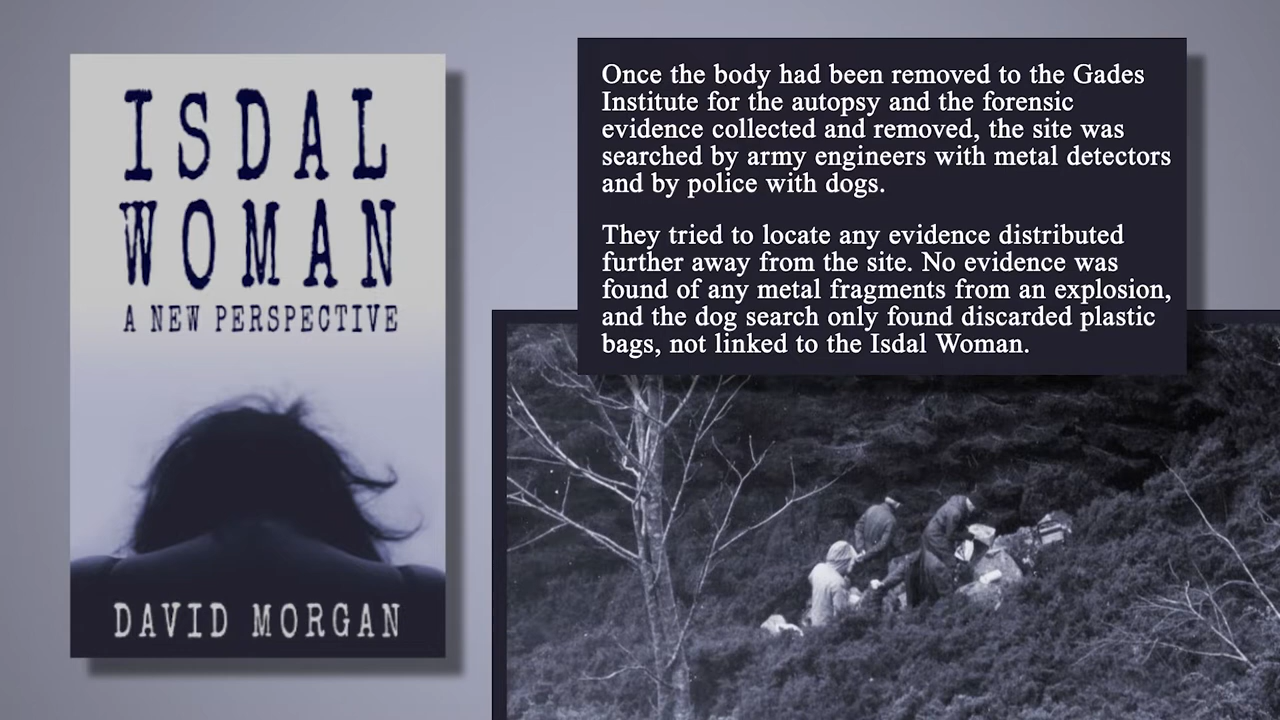 ISDAL
WOMAN
A NEW PERSPECTIVE
DAVID MORGAN
Once the body had been removed to the Gades
Institute for the autopsy and the forensic
evidence collected and removed, the site was
searched by army engineers with metal detectors
and by police with dogs.
They tried to locate any evidence distributed
further away from the site. No evidence was
found of any metal fragments from an explosion,
and the dog search only found discarded plastic
bags, not linked to the Isdal Woman.